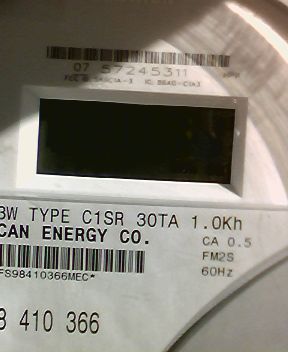 07 57245311
3W TYPE C1SR 30TA 1.0Kh
CAN ENERGY CO.
CA 0.5
FM2S
60Hz
FS98410366MEC*
8 410 366